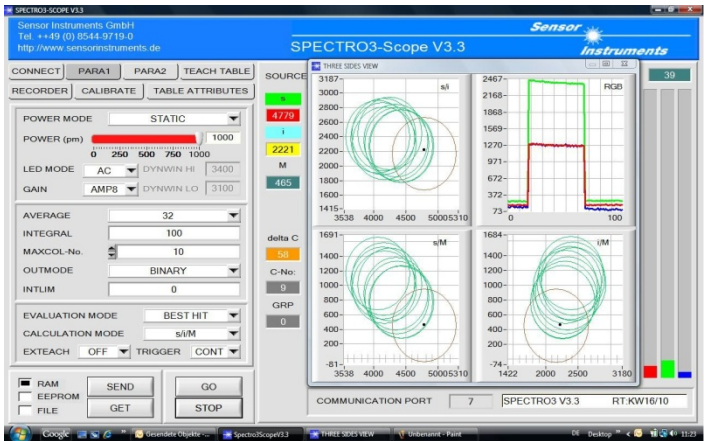 SPECTRO3-SCOPE V3.3
Sensor Instruments GmbH
Tel. ++49 (0) 8544-9719-0
http://www.sensorinstruments.de
SPECTRO3-Scope V3.3
Sensor
Instruments
CONNECT PARA1 PARA2 TEACH TABLE
RECORDER CALIBRATE TABLE ATTRIBUTES
POWER MODE STATIC
POWER (pm) 1000
0 250 500 750 1000
LED MODE AC DYNWIN HI 3400
GAIN AMP8 DYNWIN LO 3100
AVERAGE 32
INTEGRAL 100
MAXCOL-No. 10
OUTMODE BINARY
INTLIM 0
EVALUATION MODE BEST HIT
CALCULATION MODE s/i/M
EXTEACH OFF TRIGGER CONT
RAM
EEPROM
FILE
SEND GO
GET STOP
SOURCE
s
4779
i
2221
M
465
delta C
58
C-No:
9
GRP
0
THREE SIDES VIEW
s/i
3187
3000
2800
2600
2400
2200
2000
1800
1600
1415
3538 4000 4500 5000 5310
RGB
2467
2168
1868
1569
1270
971
672
372
73
0 100
s/M
1691
1400
1200
1000
800
600
400
200
-81
3538 4000 4500 5000 5310
i/M
1684
1400
1200
1000
800
600
400
200
-74
1422 2000 2500 3180
39
COMMUNICATION PORT 7 SPECTRO3 V3.3 RT:KW16/10
Google Gesendete Objekte -... Spectro3ScopeV3.3 THREE SIDES VIEW Unbenannt - Paint DE Desktop 11:23